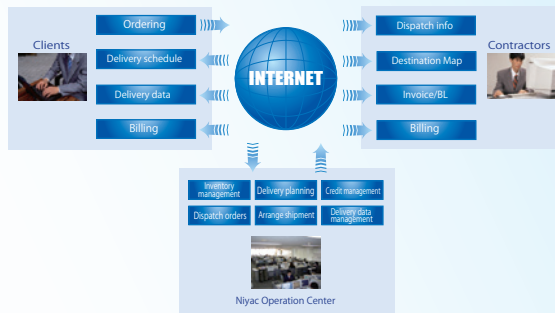 Clients
Ordering
Delivery schedule
Delivery data
Billing
INTERNET
Contractors
Dispatch info
Destination Map
Invoice/BL
Billing
Inventory
management
Delivery planning
Credit management
Dispatch orders
Arrange shipment
Delivery data
management
Niyac Operation Center